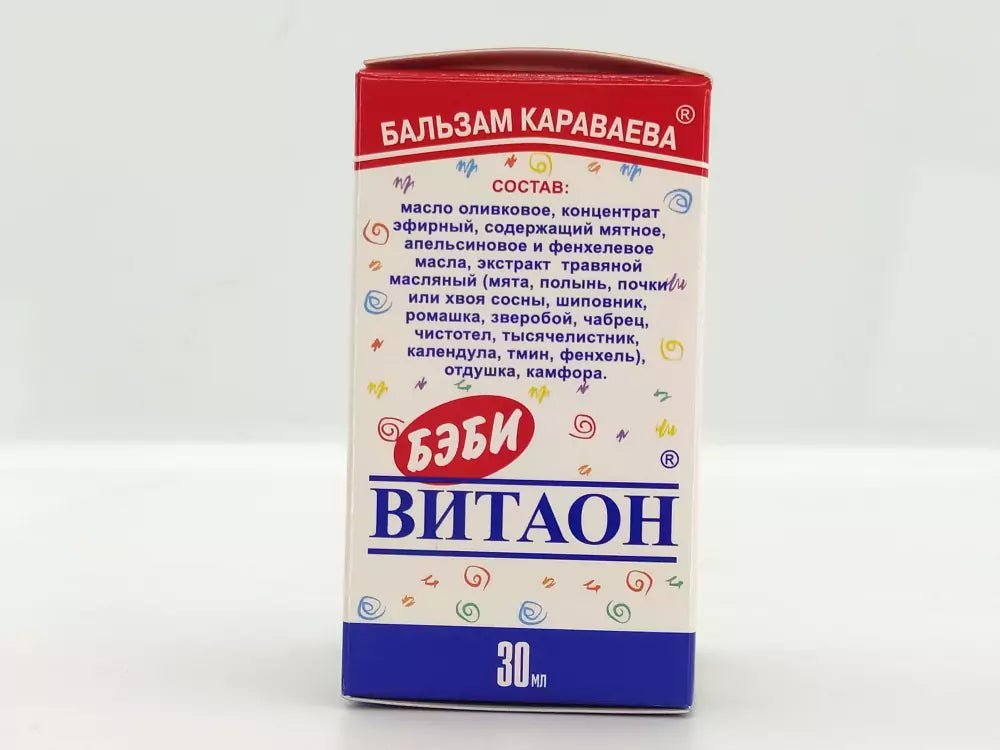 БАЛЬЗАМ КАРАВАЕВА®
СОСТАВ:
масло оливковое, концентрат
эфирный, содержащий мятное,
апельсиновое и фенхелевое
масла, экстракт травяной
масляный (мята, полынь, почки
или хвоя сосны, шиповник,
ромашка, зверобой, чабрец,
чистотел, тысячелистник,
календула, тмин, фенхель),
отдушка, камфора.
БЭБИ
ВИТАОН®
30 мл